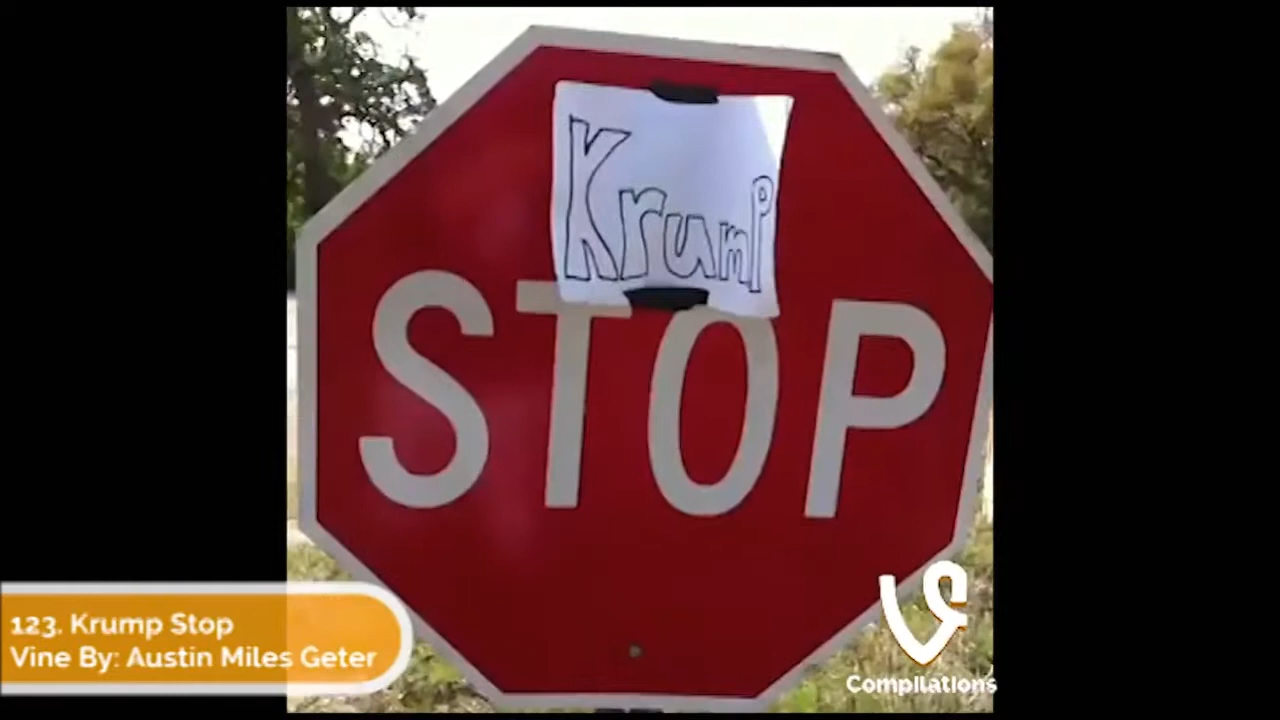 Krump
STOP
123. Krump Stop
Vine By: Austin Miles Geter
Compilations